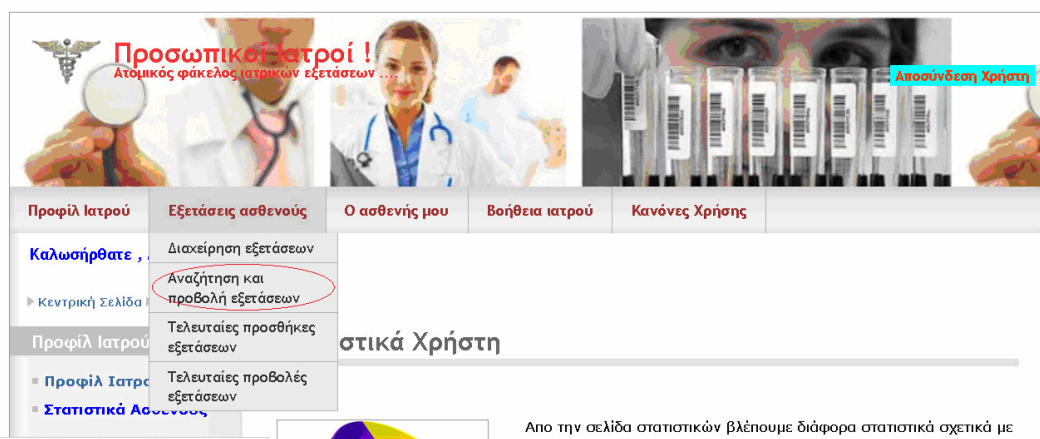 Προσωπικοί Ιατροί !
Ατομικός φάκελος ιατρικών εξετάσεων ....
Αποσύνδεση Χρήστη
Προφίλ Ιατρού Εξετάσεις ασθενούς Ο ασθενής μου Βοήθεια ιατρού Κανόνες Χρήσης
Καλωσήρθατε ,
Διαχείρηση εξετάσεων
Αναζήτηση και
προβολή εξετάσεων
Τελευταίες προσθήκες
εξετάσεων
Τελευταίες προβολές
εξετάσεων
Κεντρική Σελίδα
Προφίλ Ιατρού
στικά Χρήστη
Προφίλ Ιατρο
Στατιστικά Ασθενούς
Απο την σελίδα στατιστικών βλέπουμε διάφορα στατιστικά σχετικά με